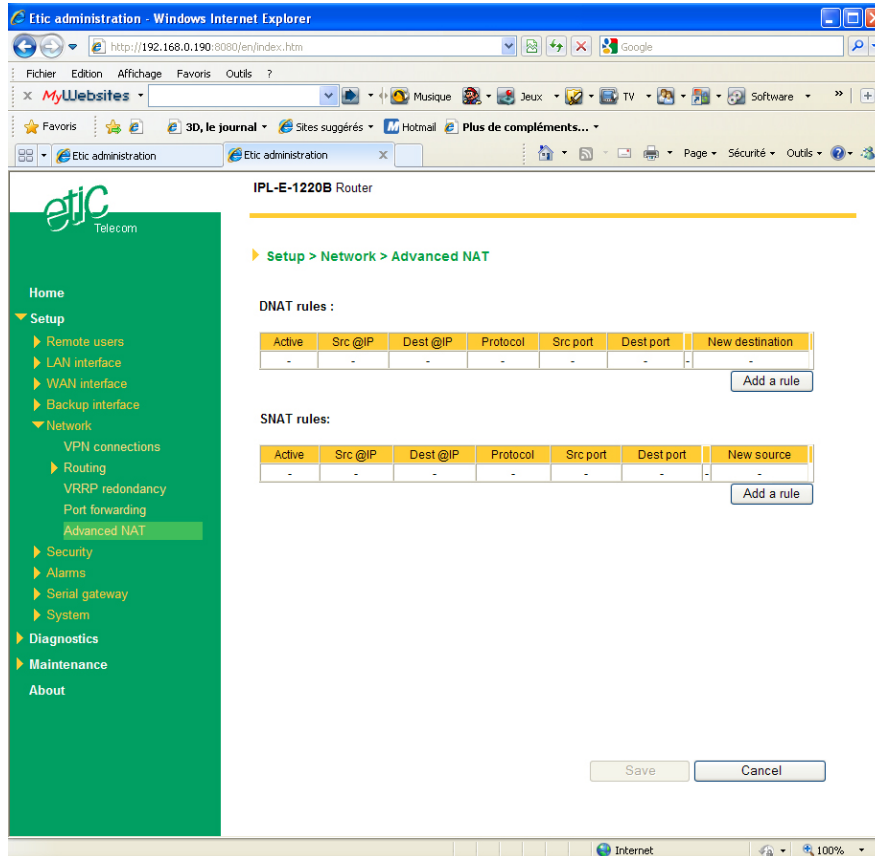 Etic administration - Windows Internet Explorer
http://192.168.0.190:8080/en/index.htm
Google
Fichier Edition Affichage Favoris Outils ?
x MyWebsites
Musique Jeux TV Software »
Favoris 3D, le journal Sites suggérés Hotmail Plus de compléments...
Etic administration Etic administration x Page Sécurité Outils
etic
Telecom
IPL-E-1220B Router
Setup > Network > Advanced NAT
Home
Setup
Remote users
LAN interface
WAN interface
Backup interface
Network
VPN connections
Routing
VRRP redondancy
Port forwarding
Advanced NAT
Security
Alarms
Serial gateway
System
Diagnostics
Maintenance
About
DNAT rules :
Active Src @IP Dest @IP Protocol Src port Dest port New destination
- - - - - - - -
Add a rule
SNAT rules:
Active Src @IP Dest @IP Protocol Src port Dest port New source
- - - - - - - -
Add a rule
Save Cancel
Internet 100%